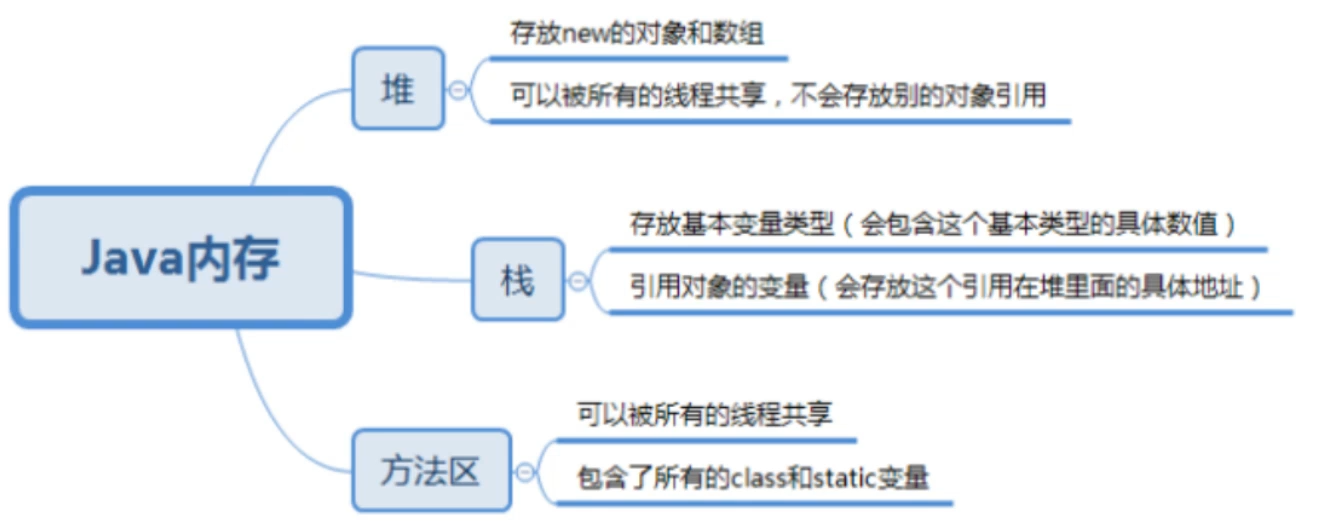 存放new的对象和数组
堆
可以被所有的线程共享，不会存放别的对象引用
存放基本变量类型（会包含这个基本类型的具体数值）
Java内存
栈
引用对象的变量（会存放这个引用在堆里面的具体地址）
可以被所有的线程共享
方法区
包含了所有的class和static变量